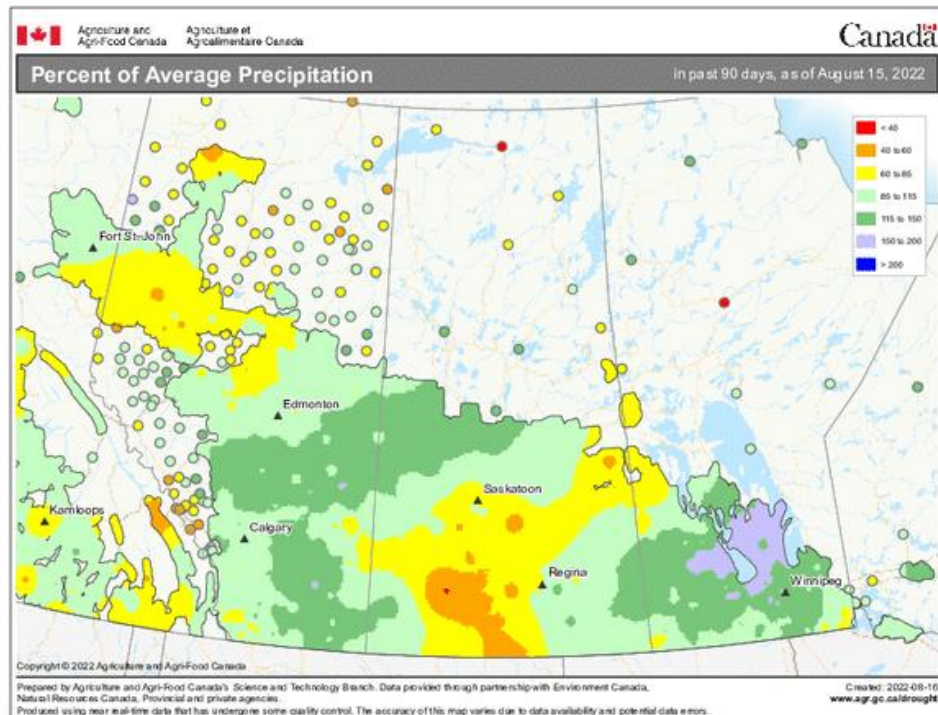 Agriculture and Agriculture et
Agri-Food Canada Agroalimentaire Canada
Canada
Percent of Average Precipitation
in past 90 days, as of August 15, 2022
< 40
40 to 60
60 to 85
85 to 115
115 to 150
150 to 200
> 200
Fort St-John
Edmonton
Saskatoon
Kamloops
Calgary
Regina
Winnipeg
Copyright © 2022 Agriculture and Agri-Food Canada
Prepared by Agriculture and Agri-Food Canada's Science and Technology Branch. Data provided through partnership with Environment Canada,
Natural Resources Canada, Provincial and private agencies.
Produced using near real-time data that has undergone some quality control. The accuracy of this map varies due to data availability and potential data errors.
Created: 2022-08-16
www.agr.gc.ca/drought